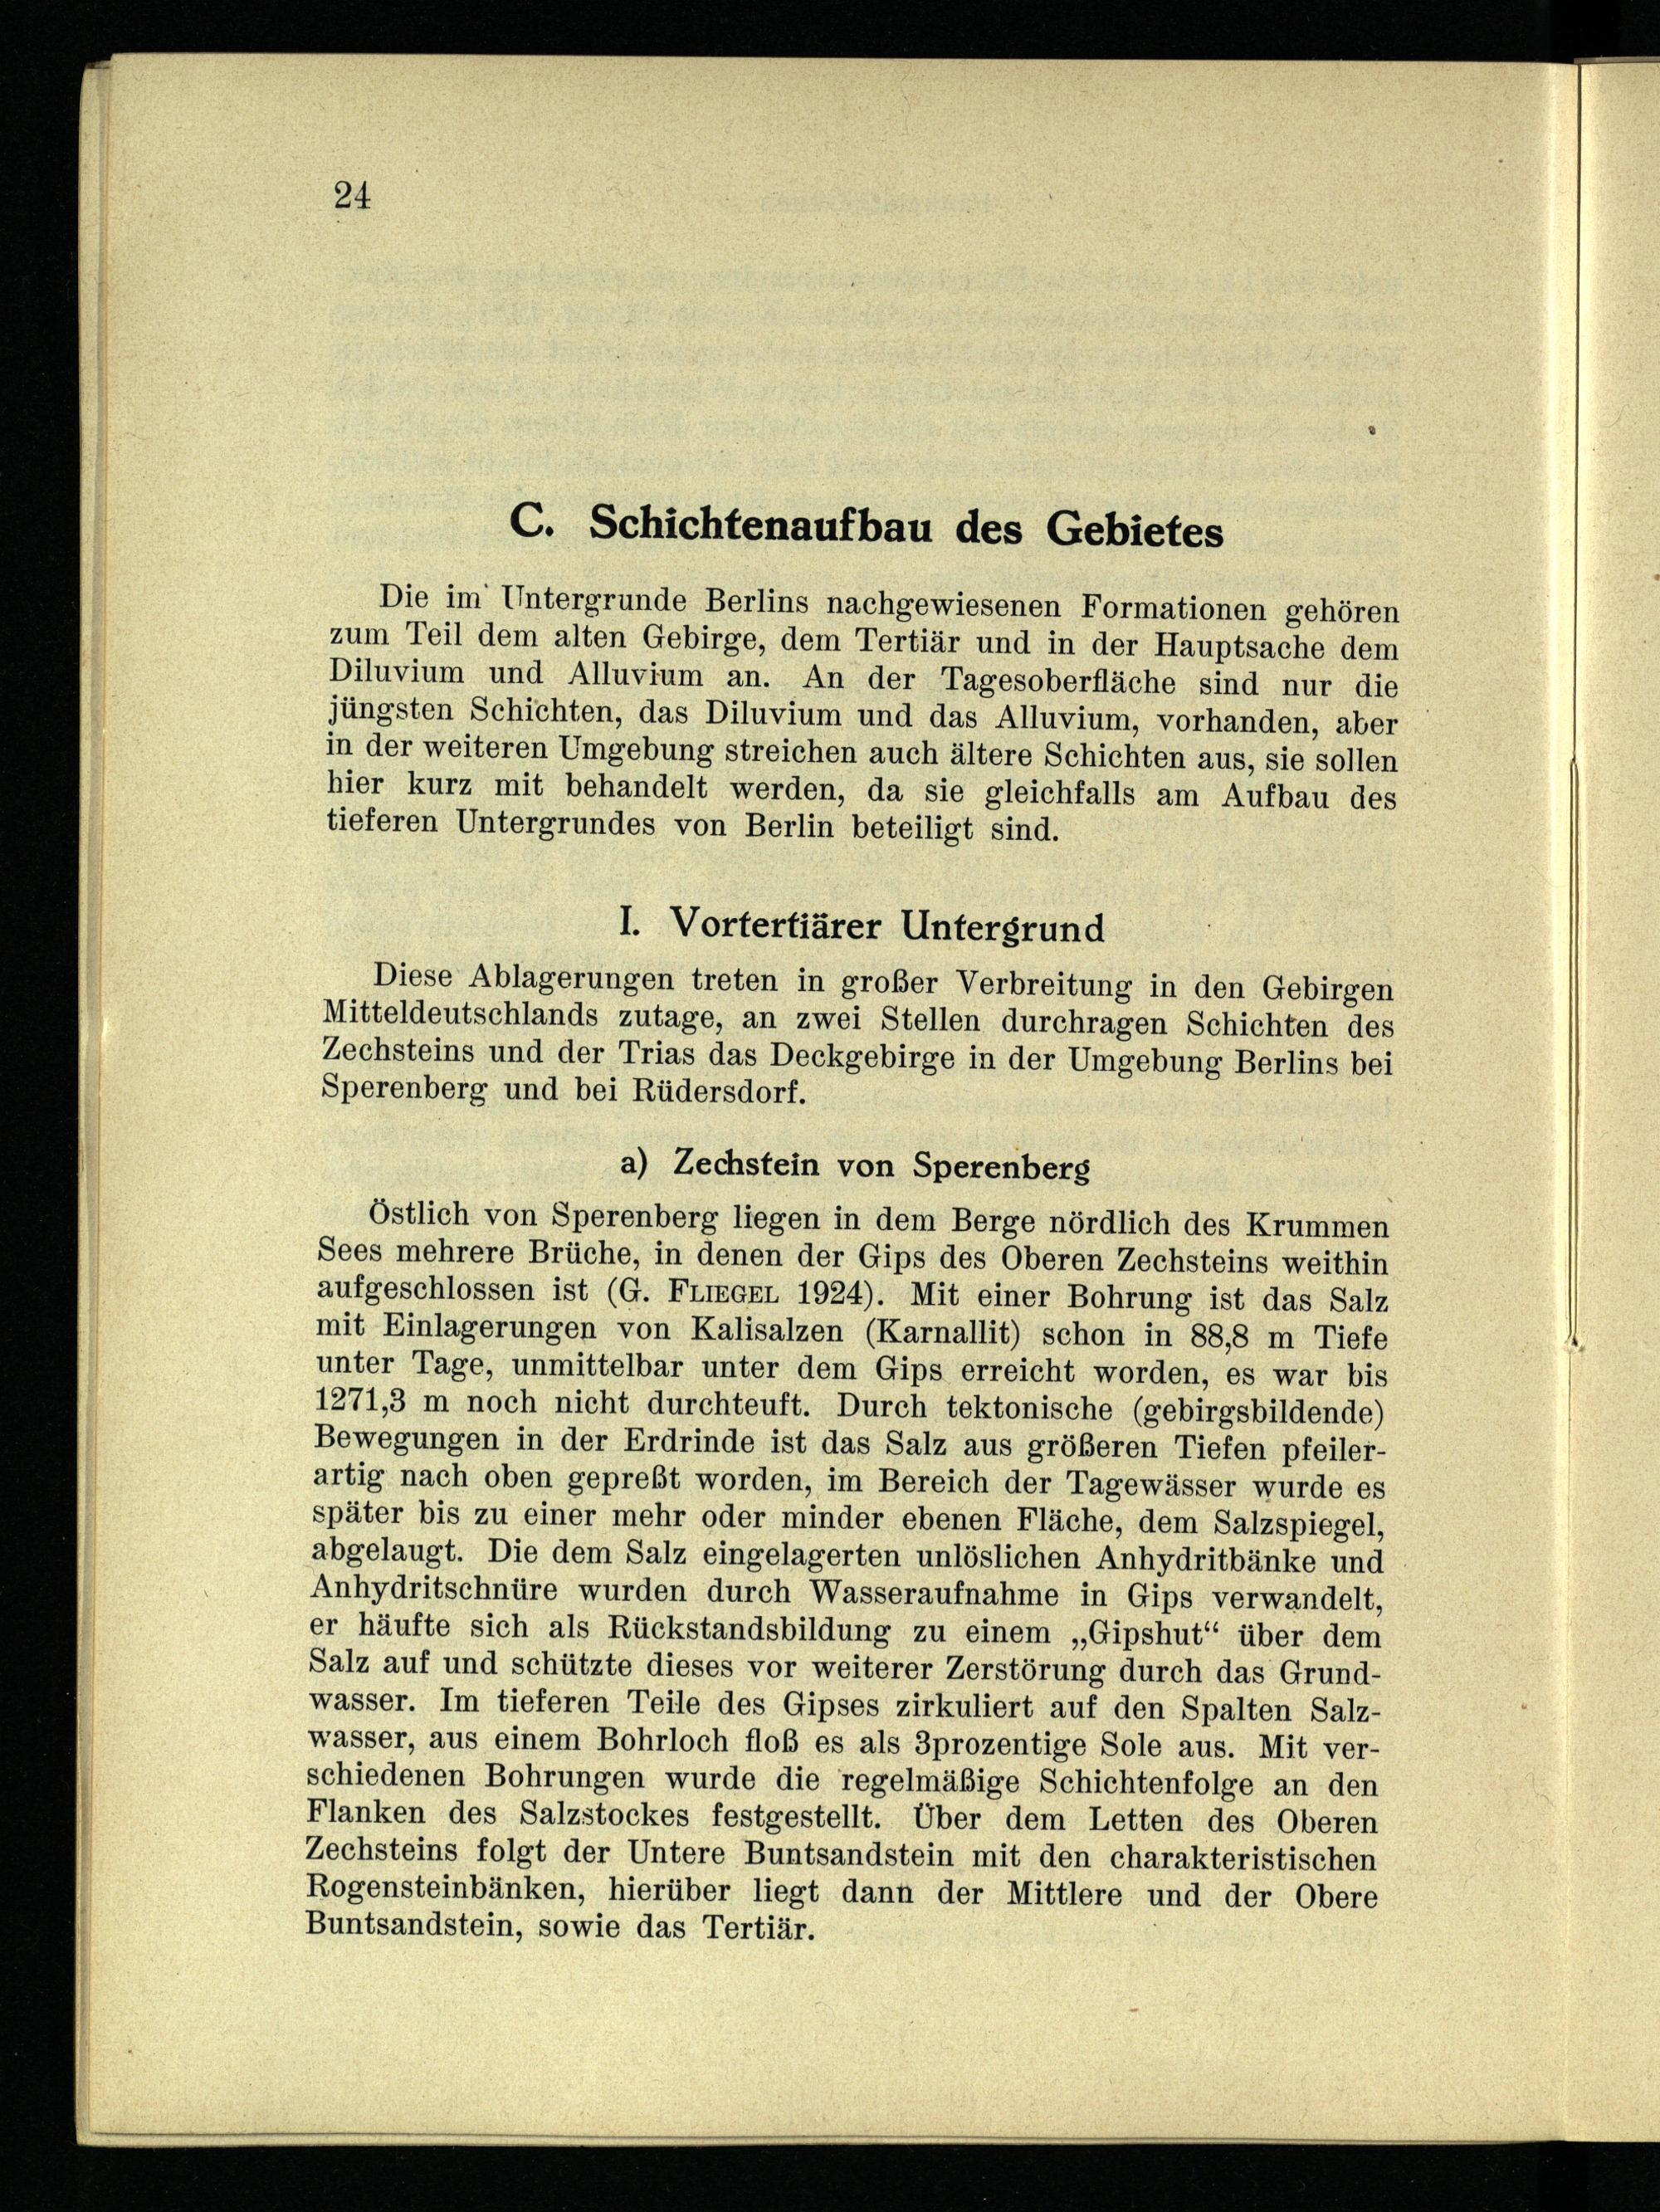 24
C. Schichtenaufbau des Gebietes
Die im Untergrunde Berlins nachgewiesenen Formationen gehören
zum Teil dem alten Gebirge, dem Tertiär und in der Hauptsache dem
Diluvium und Alluvium an. An der Tagesoberfläche sind nur die
jüngsten Schichten, das Diluvium und das Alluvium, vorhanden, aber
in der weiteren Umgebung streichen auch ältere Schichten aus, sie sollen
hier kurz mit behandelt werden, da sie gleichfalls am Aufbau des
tieferen Untergrundes von Berlin beteiligt sind.
I. Vortertiärer Untergrund
Diese Ablagerungen treten in großer Verbreitung in den Gebirgen
Mitteldeutschlands zutage, an zwei Stellen durchragen Schichten des
Zechsteins und der Trias das Deckgebirge in der Umgebung Berlins bei
Sperenberg und bei Rüdersdorf.
a) Zechstein von Sperenberg
Östlich von Sperenberg liegen in dem Berge nördlich des Krummen
Sees mehrere Brüche, in denen der Gips des Oberen Zechsteins weithin
aufgeschlossen ist (G. FLIEGEL 1924). Mit einer Bohrung ist das Salz
mit Einlagerungen von Kalisalzen (Karnallit) schon in 88,8 m Tiefe
unter Tage, unmittelbar unter dem Gips erreicht worden, es war bis
1271,3 m noch nicht durchteuft. Durch tektonische (gebirgsbildende)
Bewegungen in der Erdrinde ist das Salz aus größeren Tiefen pfeiler-
artig nach oben gepreßt worden, im Bereich der Tagewässer wurde es
später bis zu einer mehr oder minder ebenen Fläche, dem Salzspiegel,
abgelaugt. Die dem Salz eingelagerten unlöslichen Anhydritbänke und
Anhydritschnüre wurden durch Wasseraufnahme in Gips verwandelt,
er häufte sich als Rückstandsbildung zu einem „Gipshut“ über dem
Salz auf und schützte dieses vor weiterer Zerstörung durch das Grund-
wasser. Im tieferen Teile des Gipses zirkuliert auf den Spalten Salz-
wasser, aus einem Bohrloch floß es als 3prozentige Sole aus. Mit ver-
schiedenen Bohrungen wurde die regelmäßige Schichtenfolge an den
Flanken des Salzstockes festgestellt. Über dem Letten des Oberen
Zechsteins folgt der Untere Buntsandstein mit den charakteristischen
Rogensteinbänken, hierüber liegt dann der Mittlere und der Obere
Buntsandstein, sowie das Tertiär.